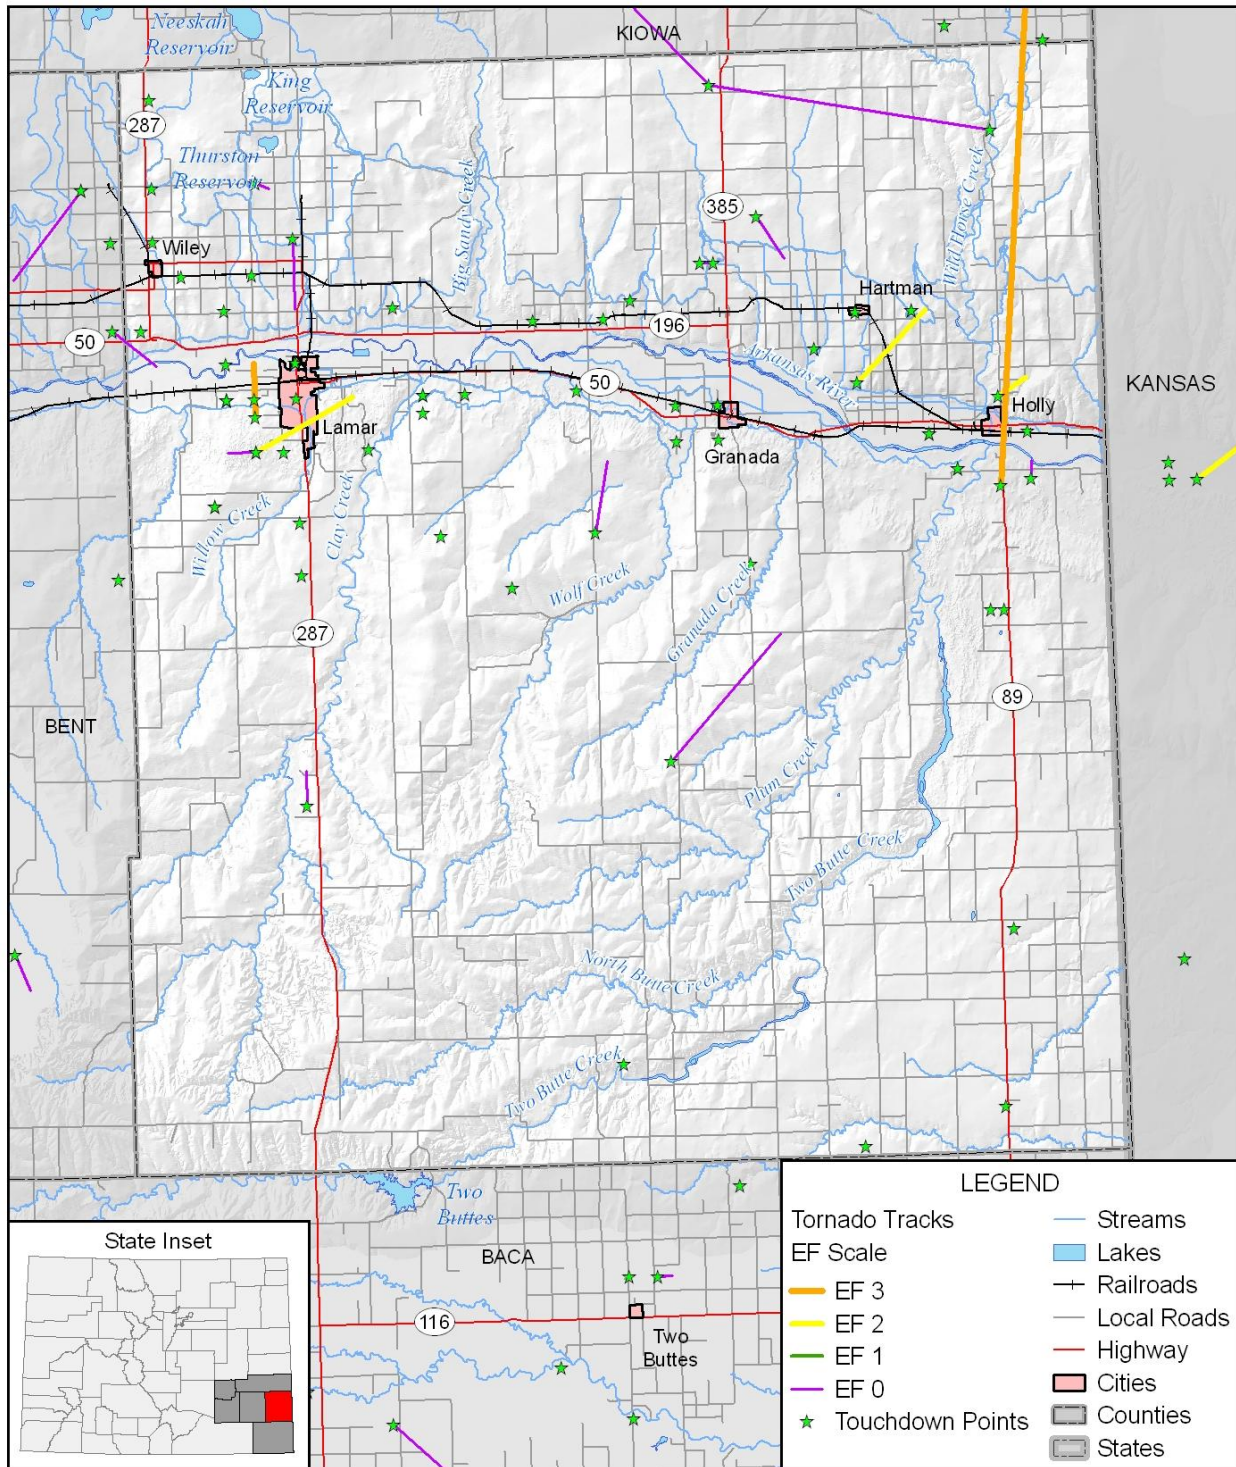 Neeskah
Reservoir
KIOWA
King
Reservoir
287
Thurston
Reservoir
Big Sandy Creek
385
Wild Horse Creek
Wiley
Hartman
196
50
Arkansas River
50
KANSAS
Holly
Lamar
Granada
Willow Creek
Clay Creek
Wolf Creek
Granada Creek
287
89
BENT
Plum Creek
Two Butte Creek
North Butte Creek
Two Butte Creek
Two
Buttes
BACA
116
Two
Buttes
State Inset
LEGEND
Tornado Tracks
EF Scale
EF 3
EF 2
EF 1
EF 0
Touchdown Points
Streams
Lakes
Railroads
Local Roads
Highway
Cities
Counties
States